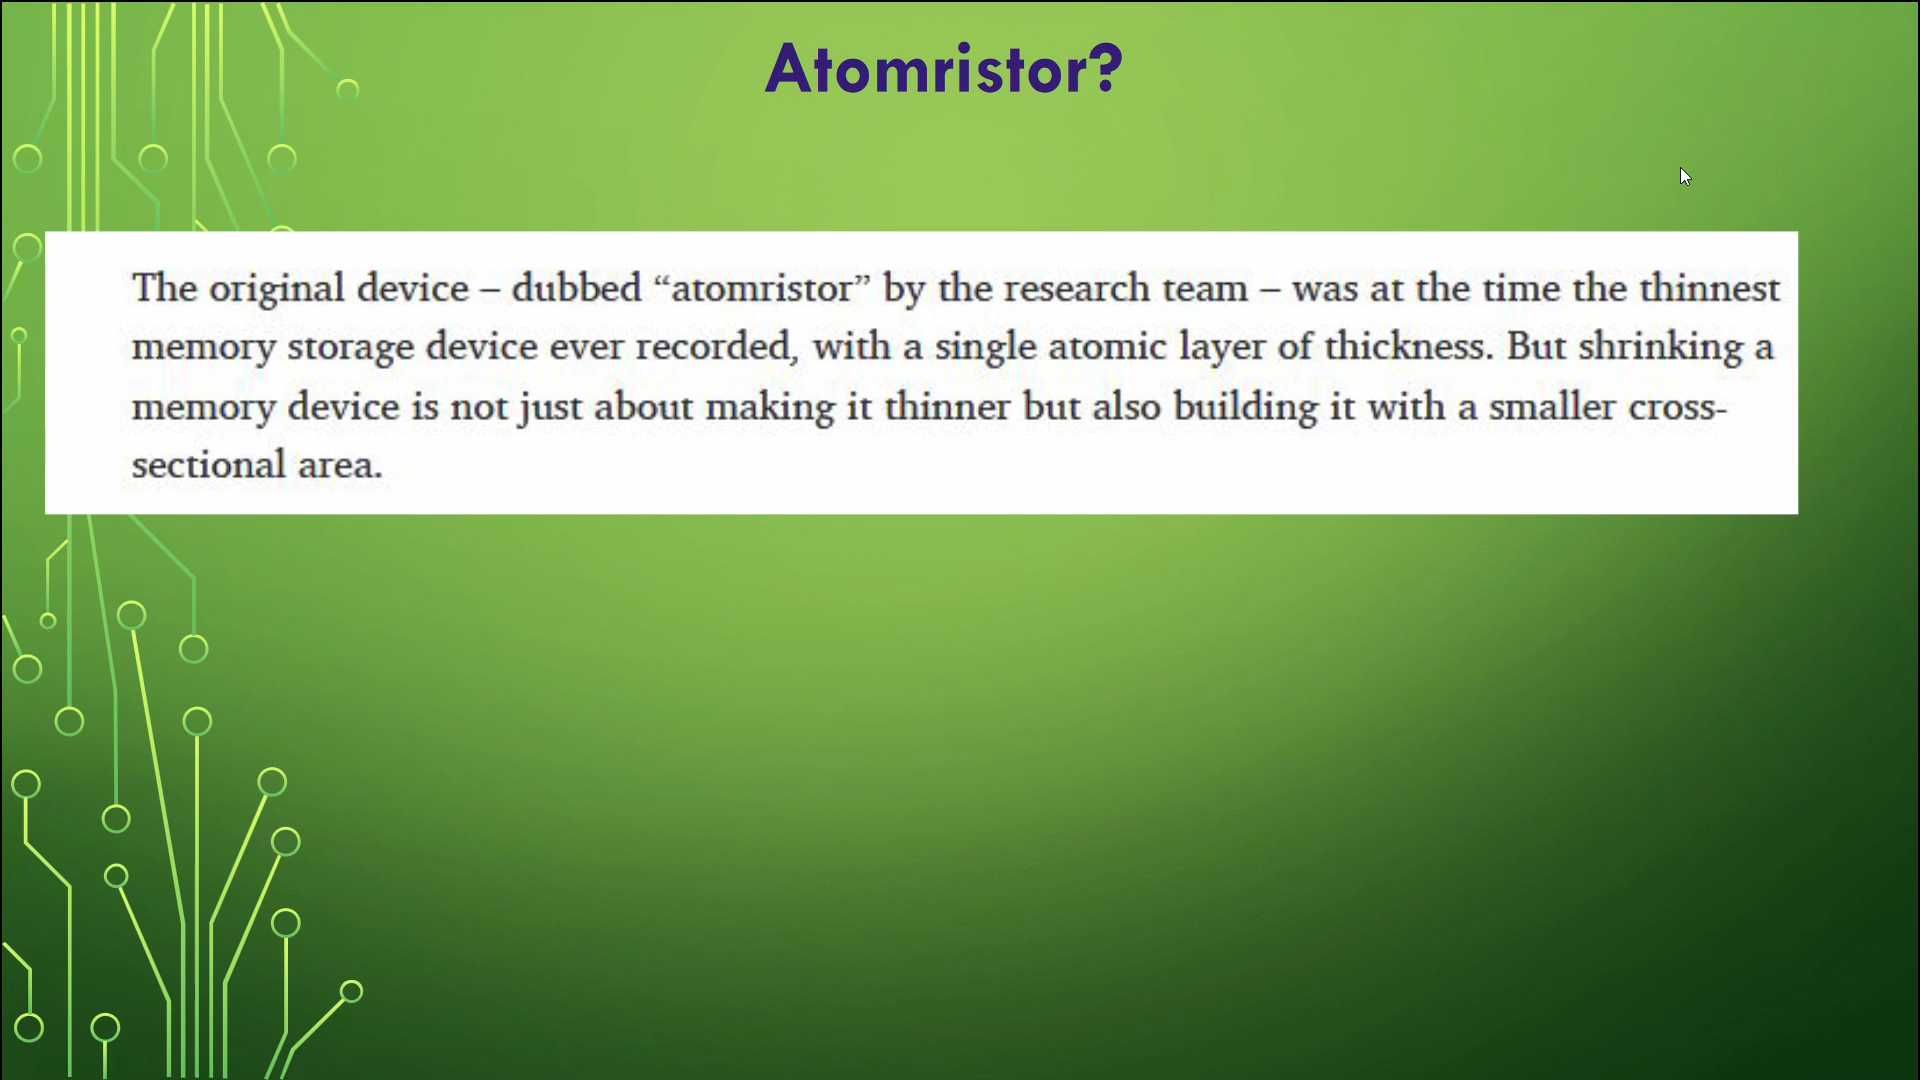 Atomristor?
The original device – dubbed “atomristor” by the research team – was at the time the thinnest
memory storage device ever recorded, with a single atomic layer of thickness. But shrinking a
memory device is not just about making it thinner but also building it with a smaller cross-
sectional area.